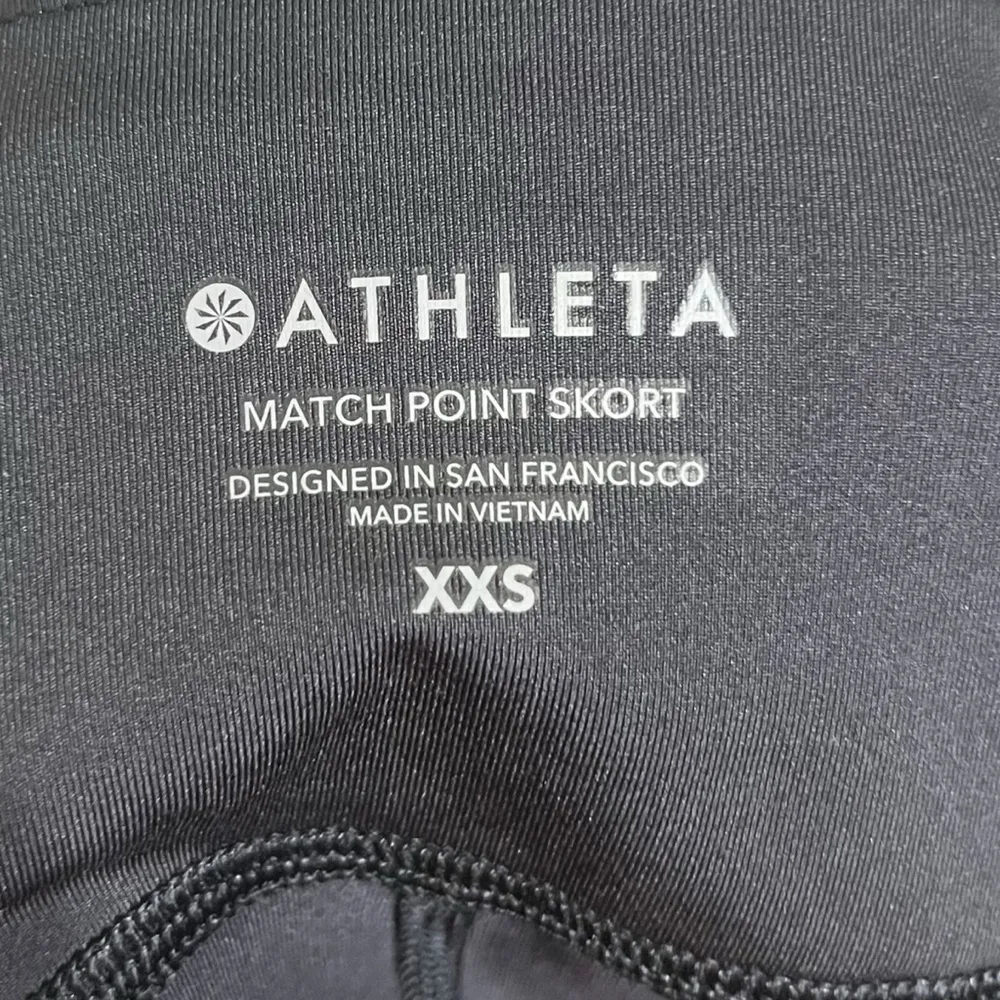 ATHLETA
MATCH POINT SKORT
DESIGNED IN SAN FRANCISCO
MADE IN VIETNAM
XXS